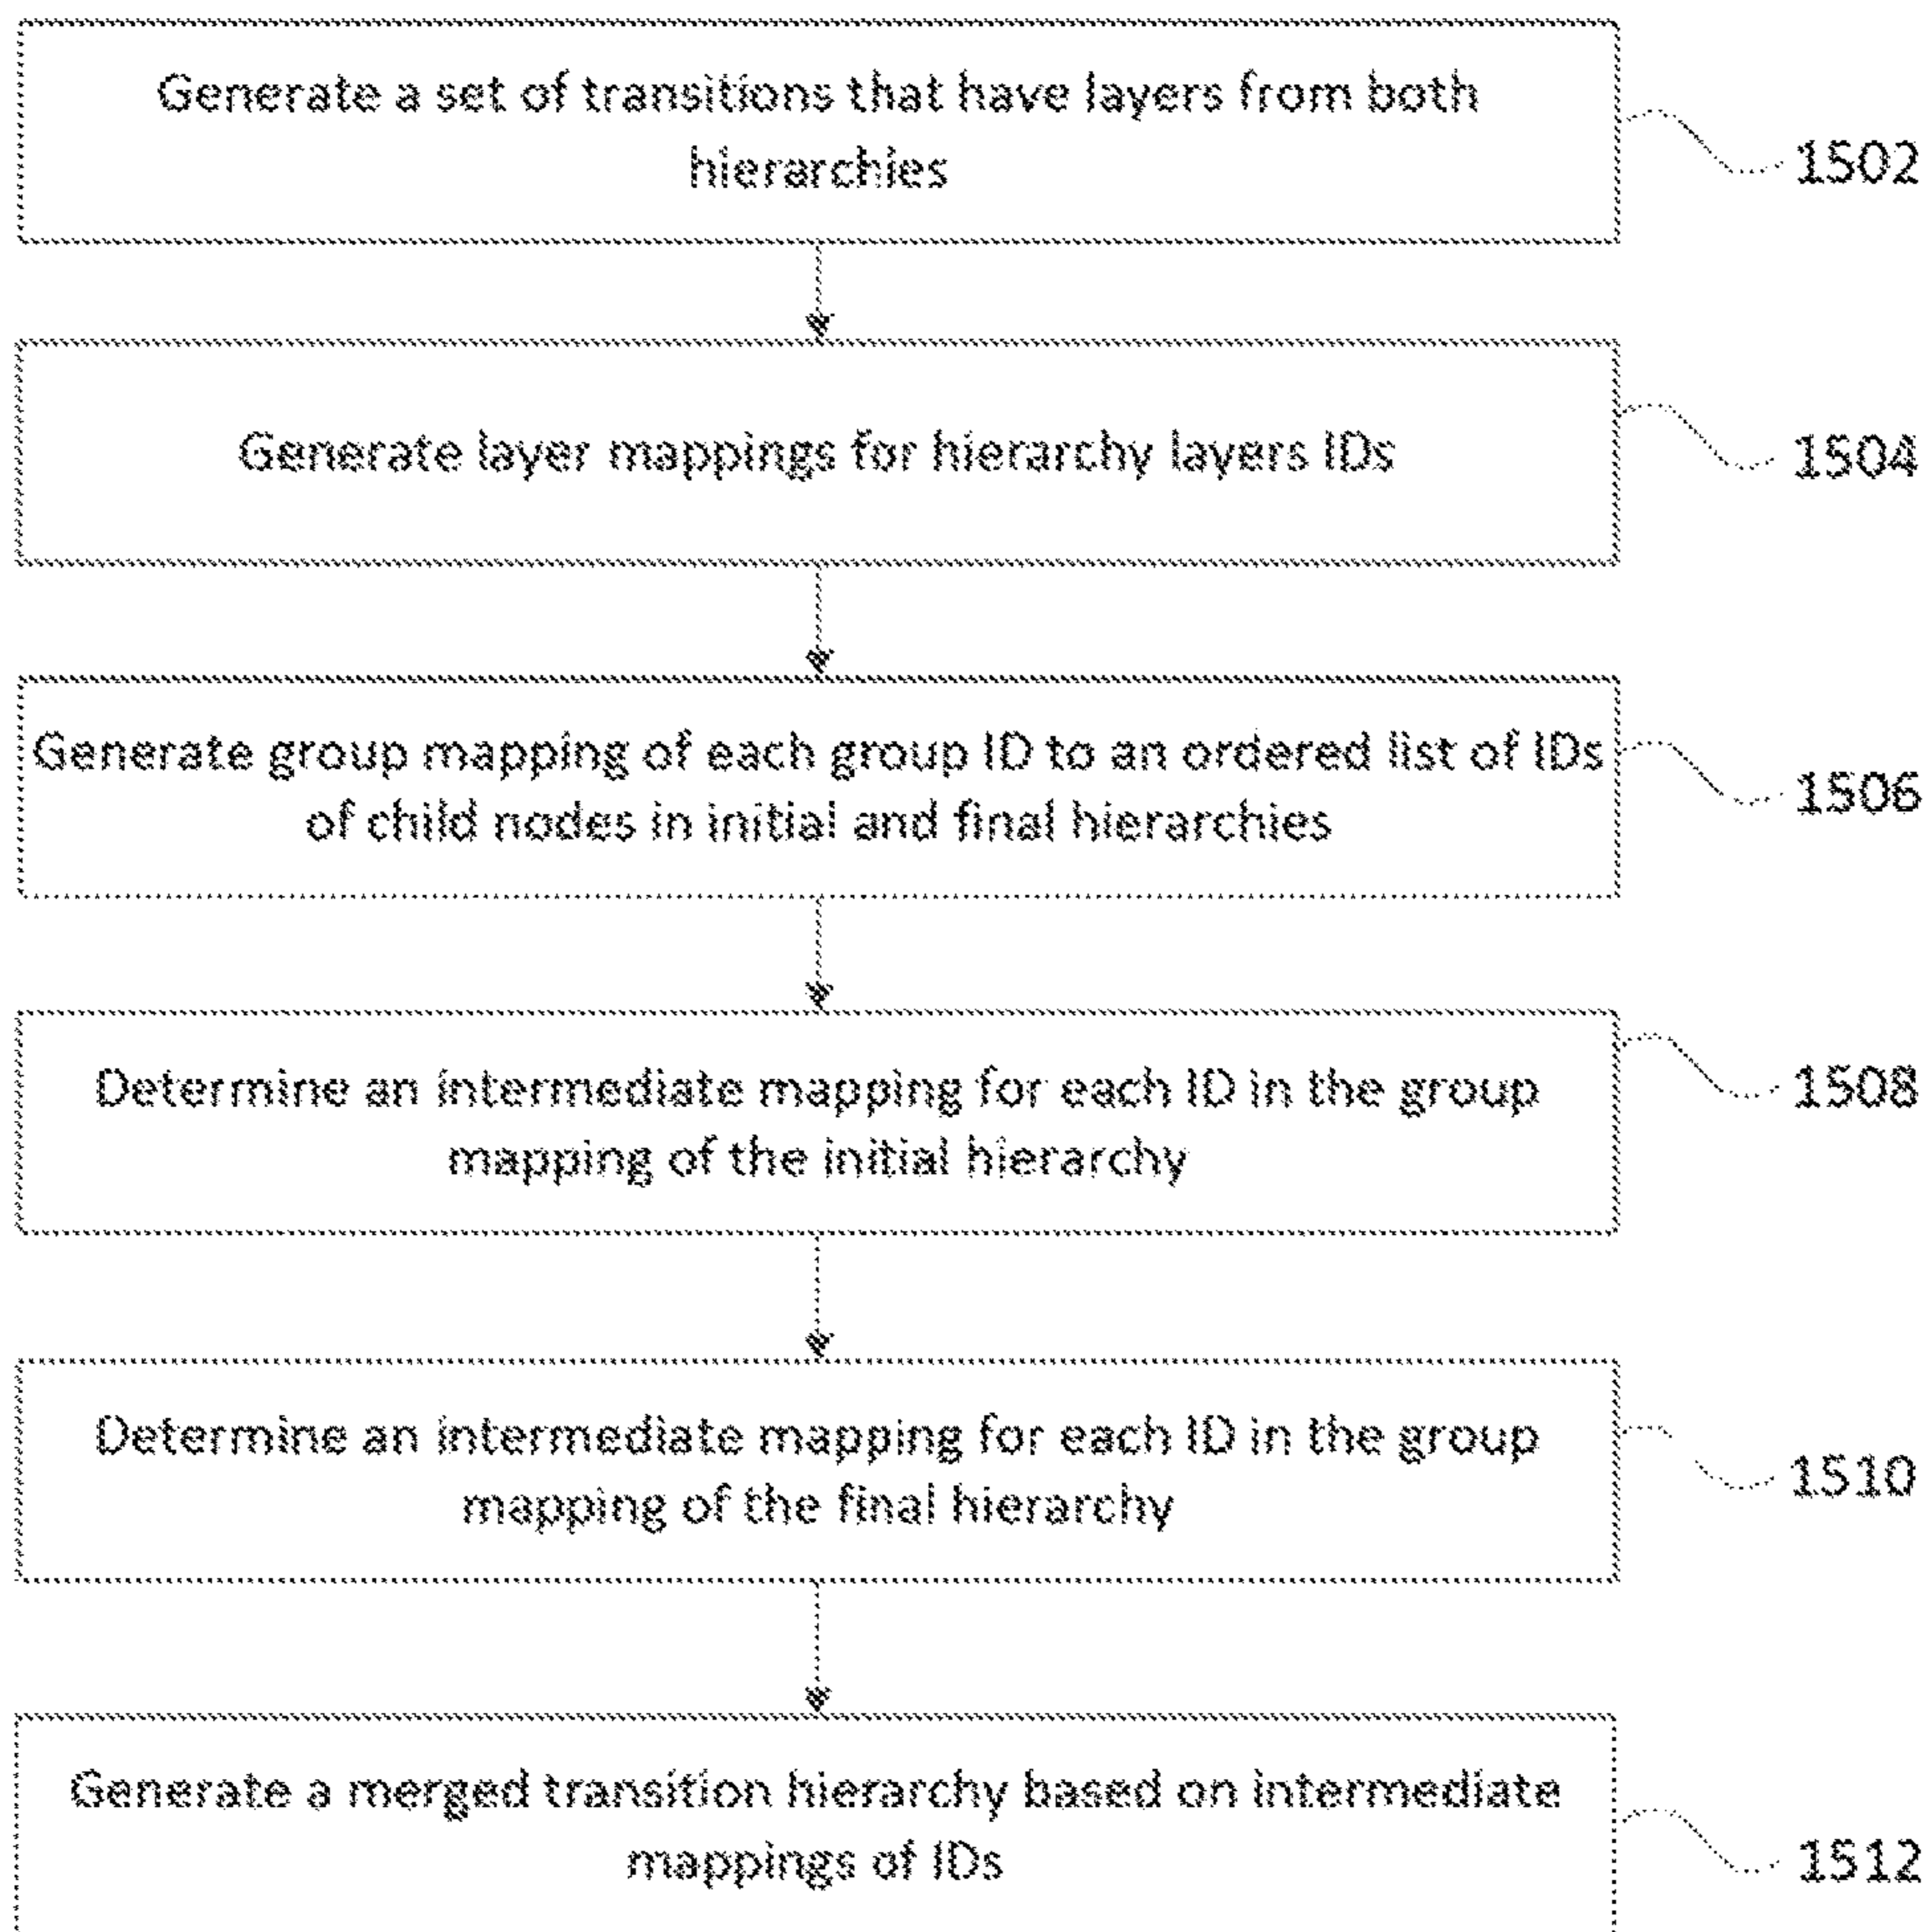 Generate a set of transitions that have layers from both
hierarchies
1502
Generate layer mappings for hierarchy layers IDs
1504
Generate group mapping of each group ID to an ordered list of IDs
of child nodes in initial and final hierarchies
1506
Determine an intermediate mapping for each ID in the group
mapping of the initial hierarchy
1508
Determine an intermediate mapping for each ID in the group
mapping of the final hierarchy
1510
Generate a merged transition hierarchy based on intermediate
mappings of IDs
1512